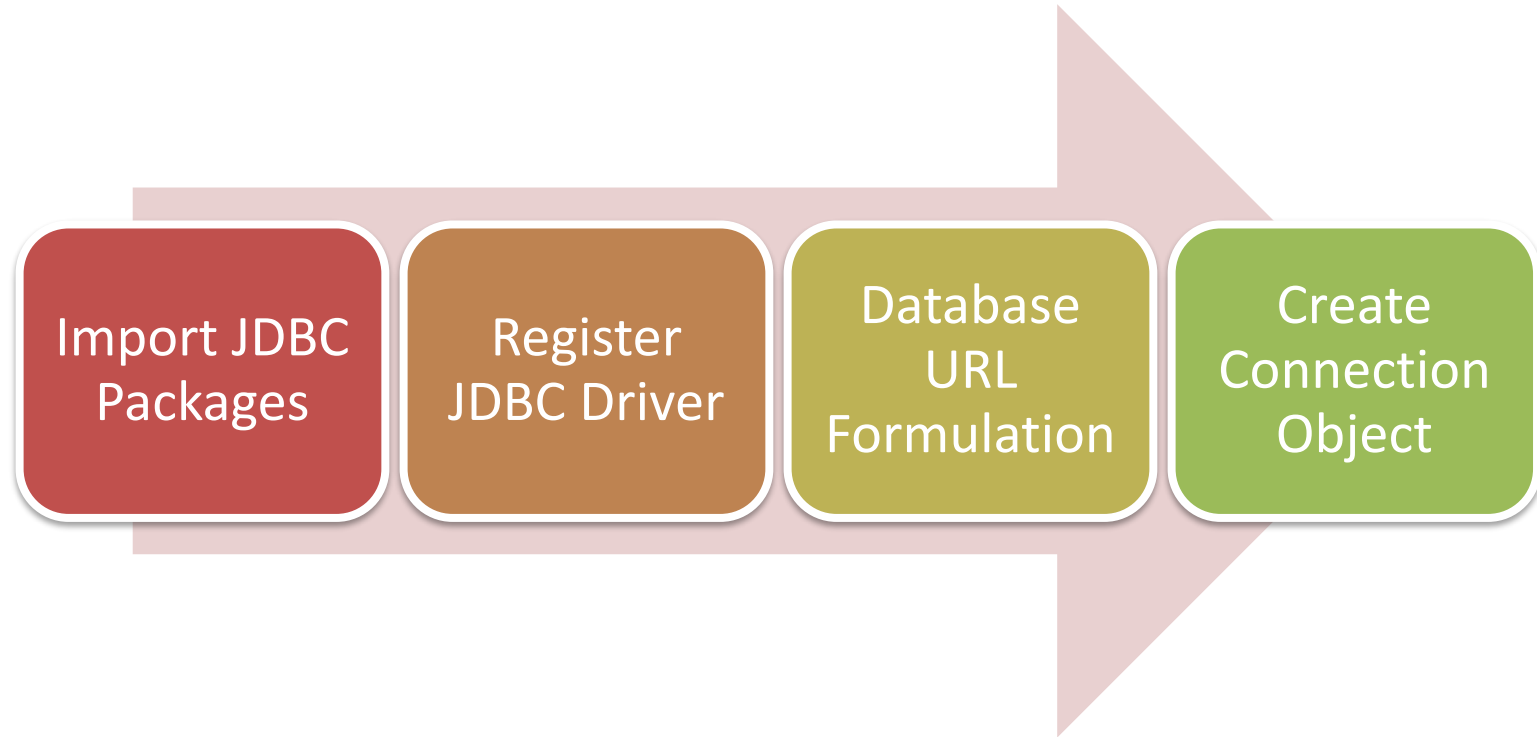 Import JDBC
Packages
Register
JDBC Driver
Database
URL
Formulation
Create
Connection
Object